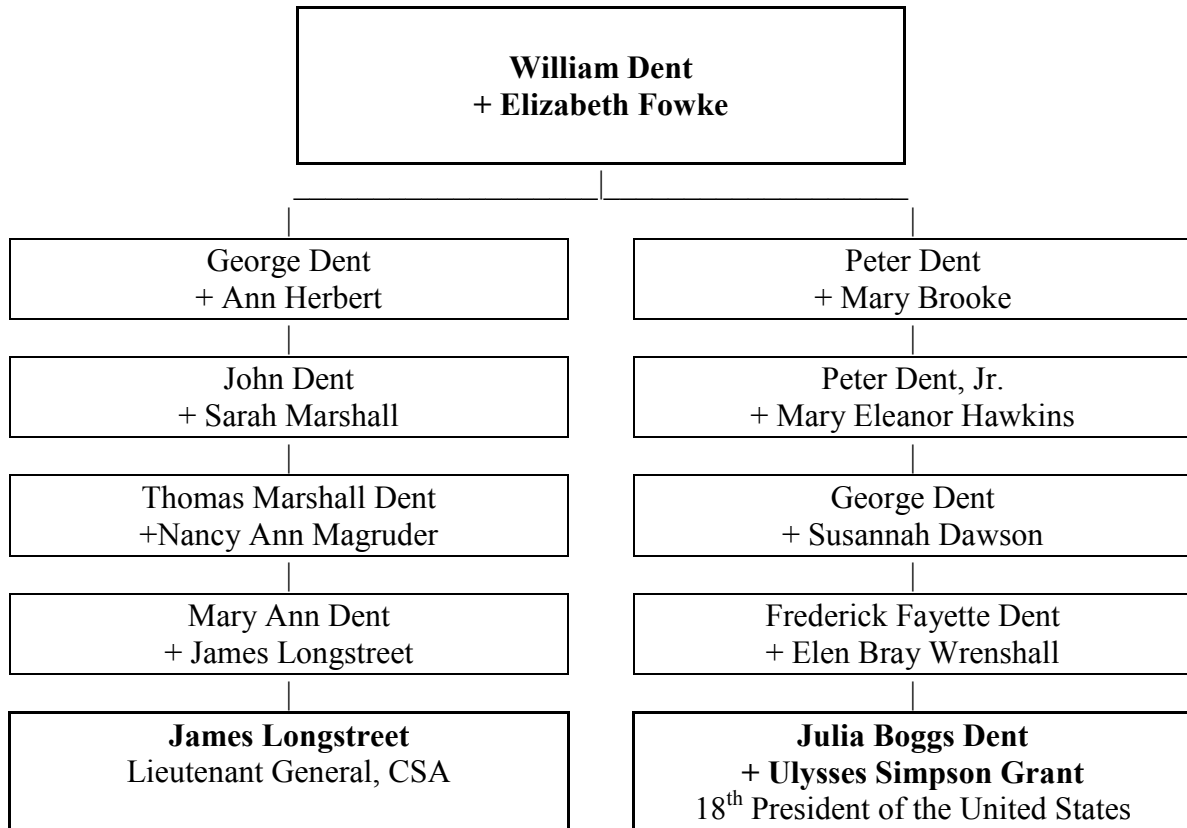 William Dent
+ Elizabeth Fowke
George Dent
+ Ann Herbert
Peter Dent
+ Mary Brooke
John Dent
+ Sarah Marshall
Peter Dent, Jr.
+ Mary Eleanor Hawkins
Thomas Marshall Dent
+Nancy Ann Magruder
George Dent
+ Susannah Dawson
Mary Ann Dent
+ James Longstreet
Frederick Fayette Dent
+ Elen Bray Wrenshall
James Longstreet
Lieutenant General, CSA
Julia Boggs Dent
+ Ulysses Simpson Grant
18th President of the United States